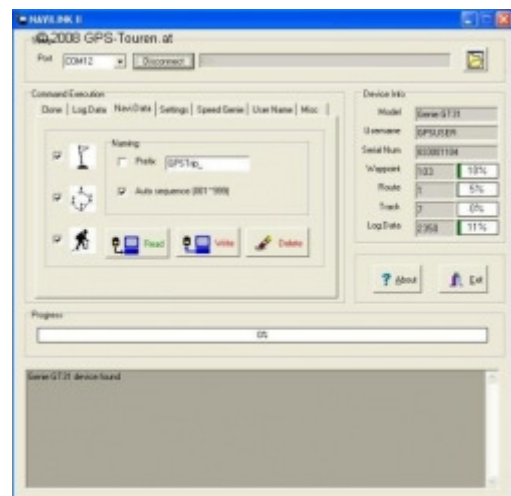 NAVILINK II
©2008 GPS-Touren.at
Port COM12 Disconnect
Command Execution
Clone Log Data Navi Data Settings Speed Genie User Name Misc
Naming
Prefix GPSTrip_
Auto sequence (001~999)
Read Write Delete
Device Info
Model Genie GT31
Username GPSUSER
Serial Num
Waypoint 103 10%
Route 1 5%
Track 7 0%
Log Data 2358 11%
About Exit
Progress
0%
Genie GT31 device found